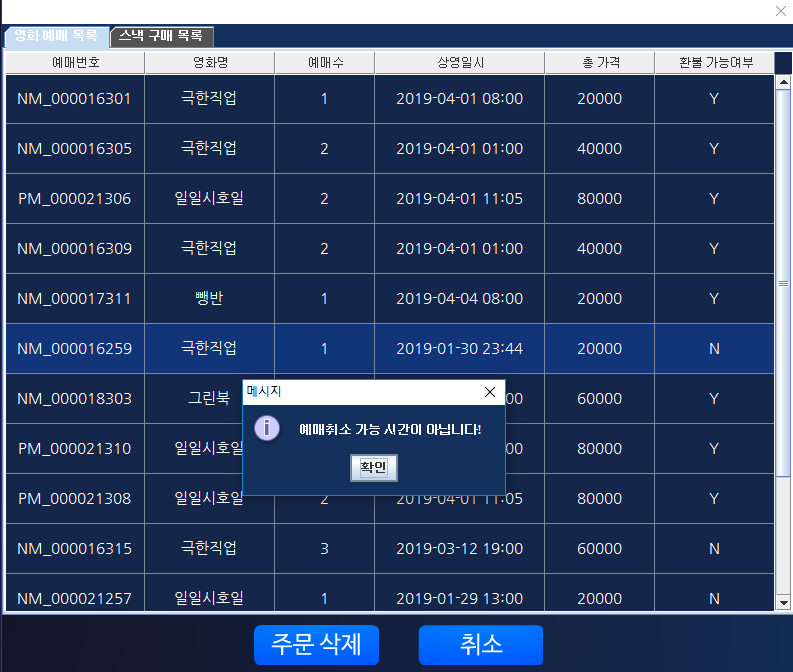 영화 예매 목록 스낵 구매 목록
예매번호 영화명 예매수 상영일시 총 가격 환불 가능여부
NM_000016301 극한직업 1 2019-04-01 08:00 20000 Y
NM_000016305 극한직업 2 2019-04-01 01:00 40000 Y
PM_000021306 일일시호일 2 2019-04-01 11:05 80000 Y
NM_000016309 극한직업 2 2019-04-01 01:00 40000 Y
NM_000017311 뺑반 1 2019-04-04 08:00 20000 Y
NM_000016259 극한직업 1 2019-01-30 23:44 20000 N
NM_000018303 그린북 00 60000 Y
PM_000021310 일일시호일 00 80000 Y
PM_000021308 일일시호일 2 2019-04-01 11:05 80000 Y
NM_000016315 극한직업 3 2019-03-12 19:00 60000 N
NM_000021257 일일시호일 1 2019-01-29 13:00 20000 N
메시지
예매취소 가능 시간이 아닙니다!
확인
주문 삭제 취소